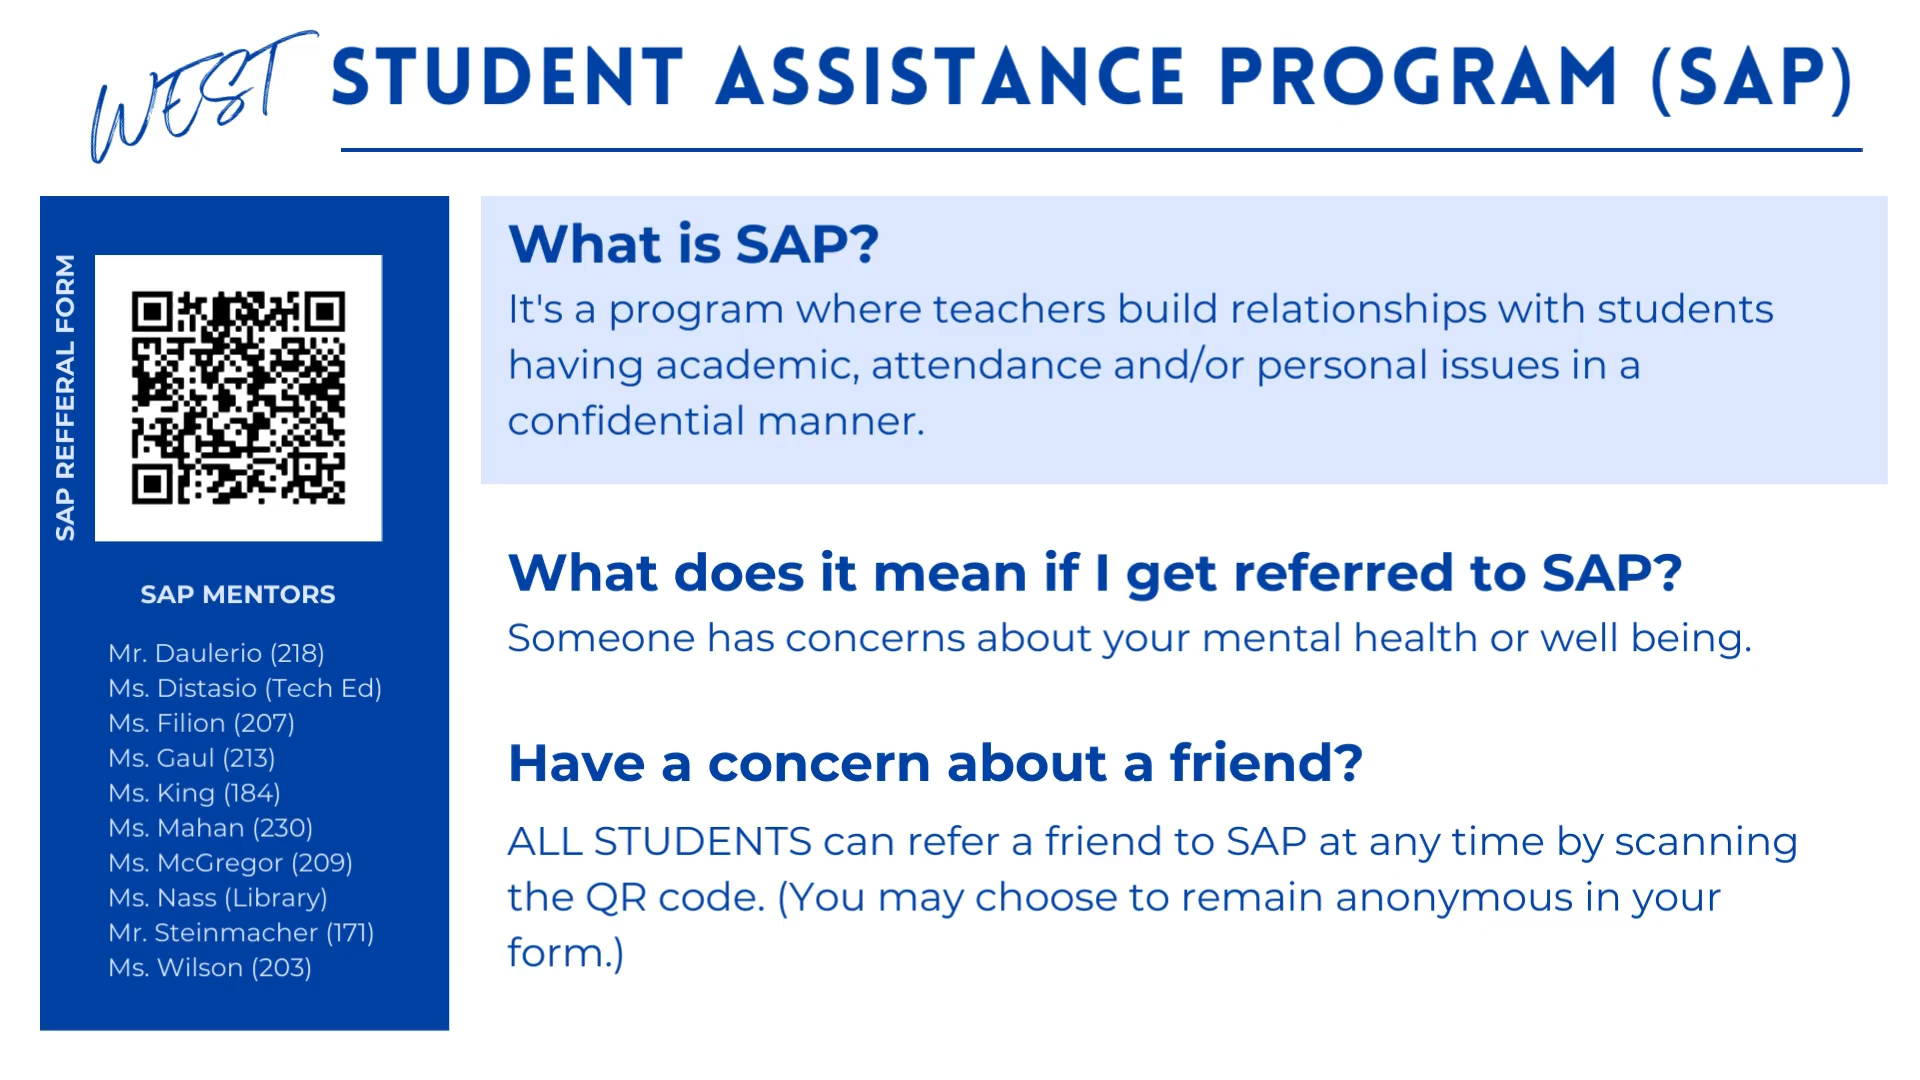 WEST STUDENT ASSISTANCE PROGRAM (SAP)
SAP REFFERAL FORM
SAP MENTORS
Mr. Daulerio (218)
Ms. Distasio (Tech Ed)
Ms. Filion (207)
Ms. Gaul (213)
Ms. King (184)
Ms. Mahan (230)
Ms. McGregor (209)
Ms. Nass (Library)
Mr. Steinmacher (171)
Ms. Wilson (203)
What is SAP?
It's a program where teachers build relationships with students
having academic, attendance and/or personal issues in a
confidential manner.
What does it mean if I get referred to SAP?
Someone has concerns about your mental health or well being.
Have a concern about a friend?
ALL STUDENTS can refer a friend to SAP at any time by scanning
the QR code. (You may choose to remain anonymous in your
form.)